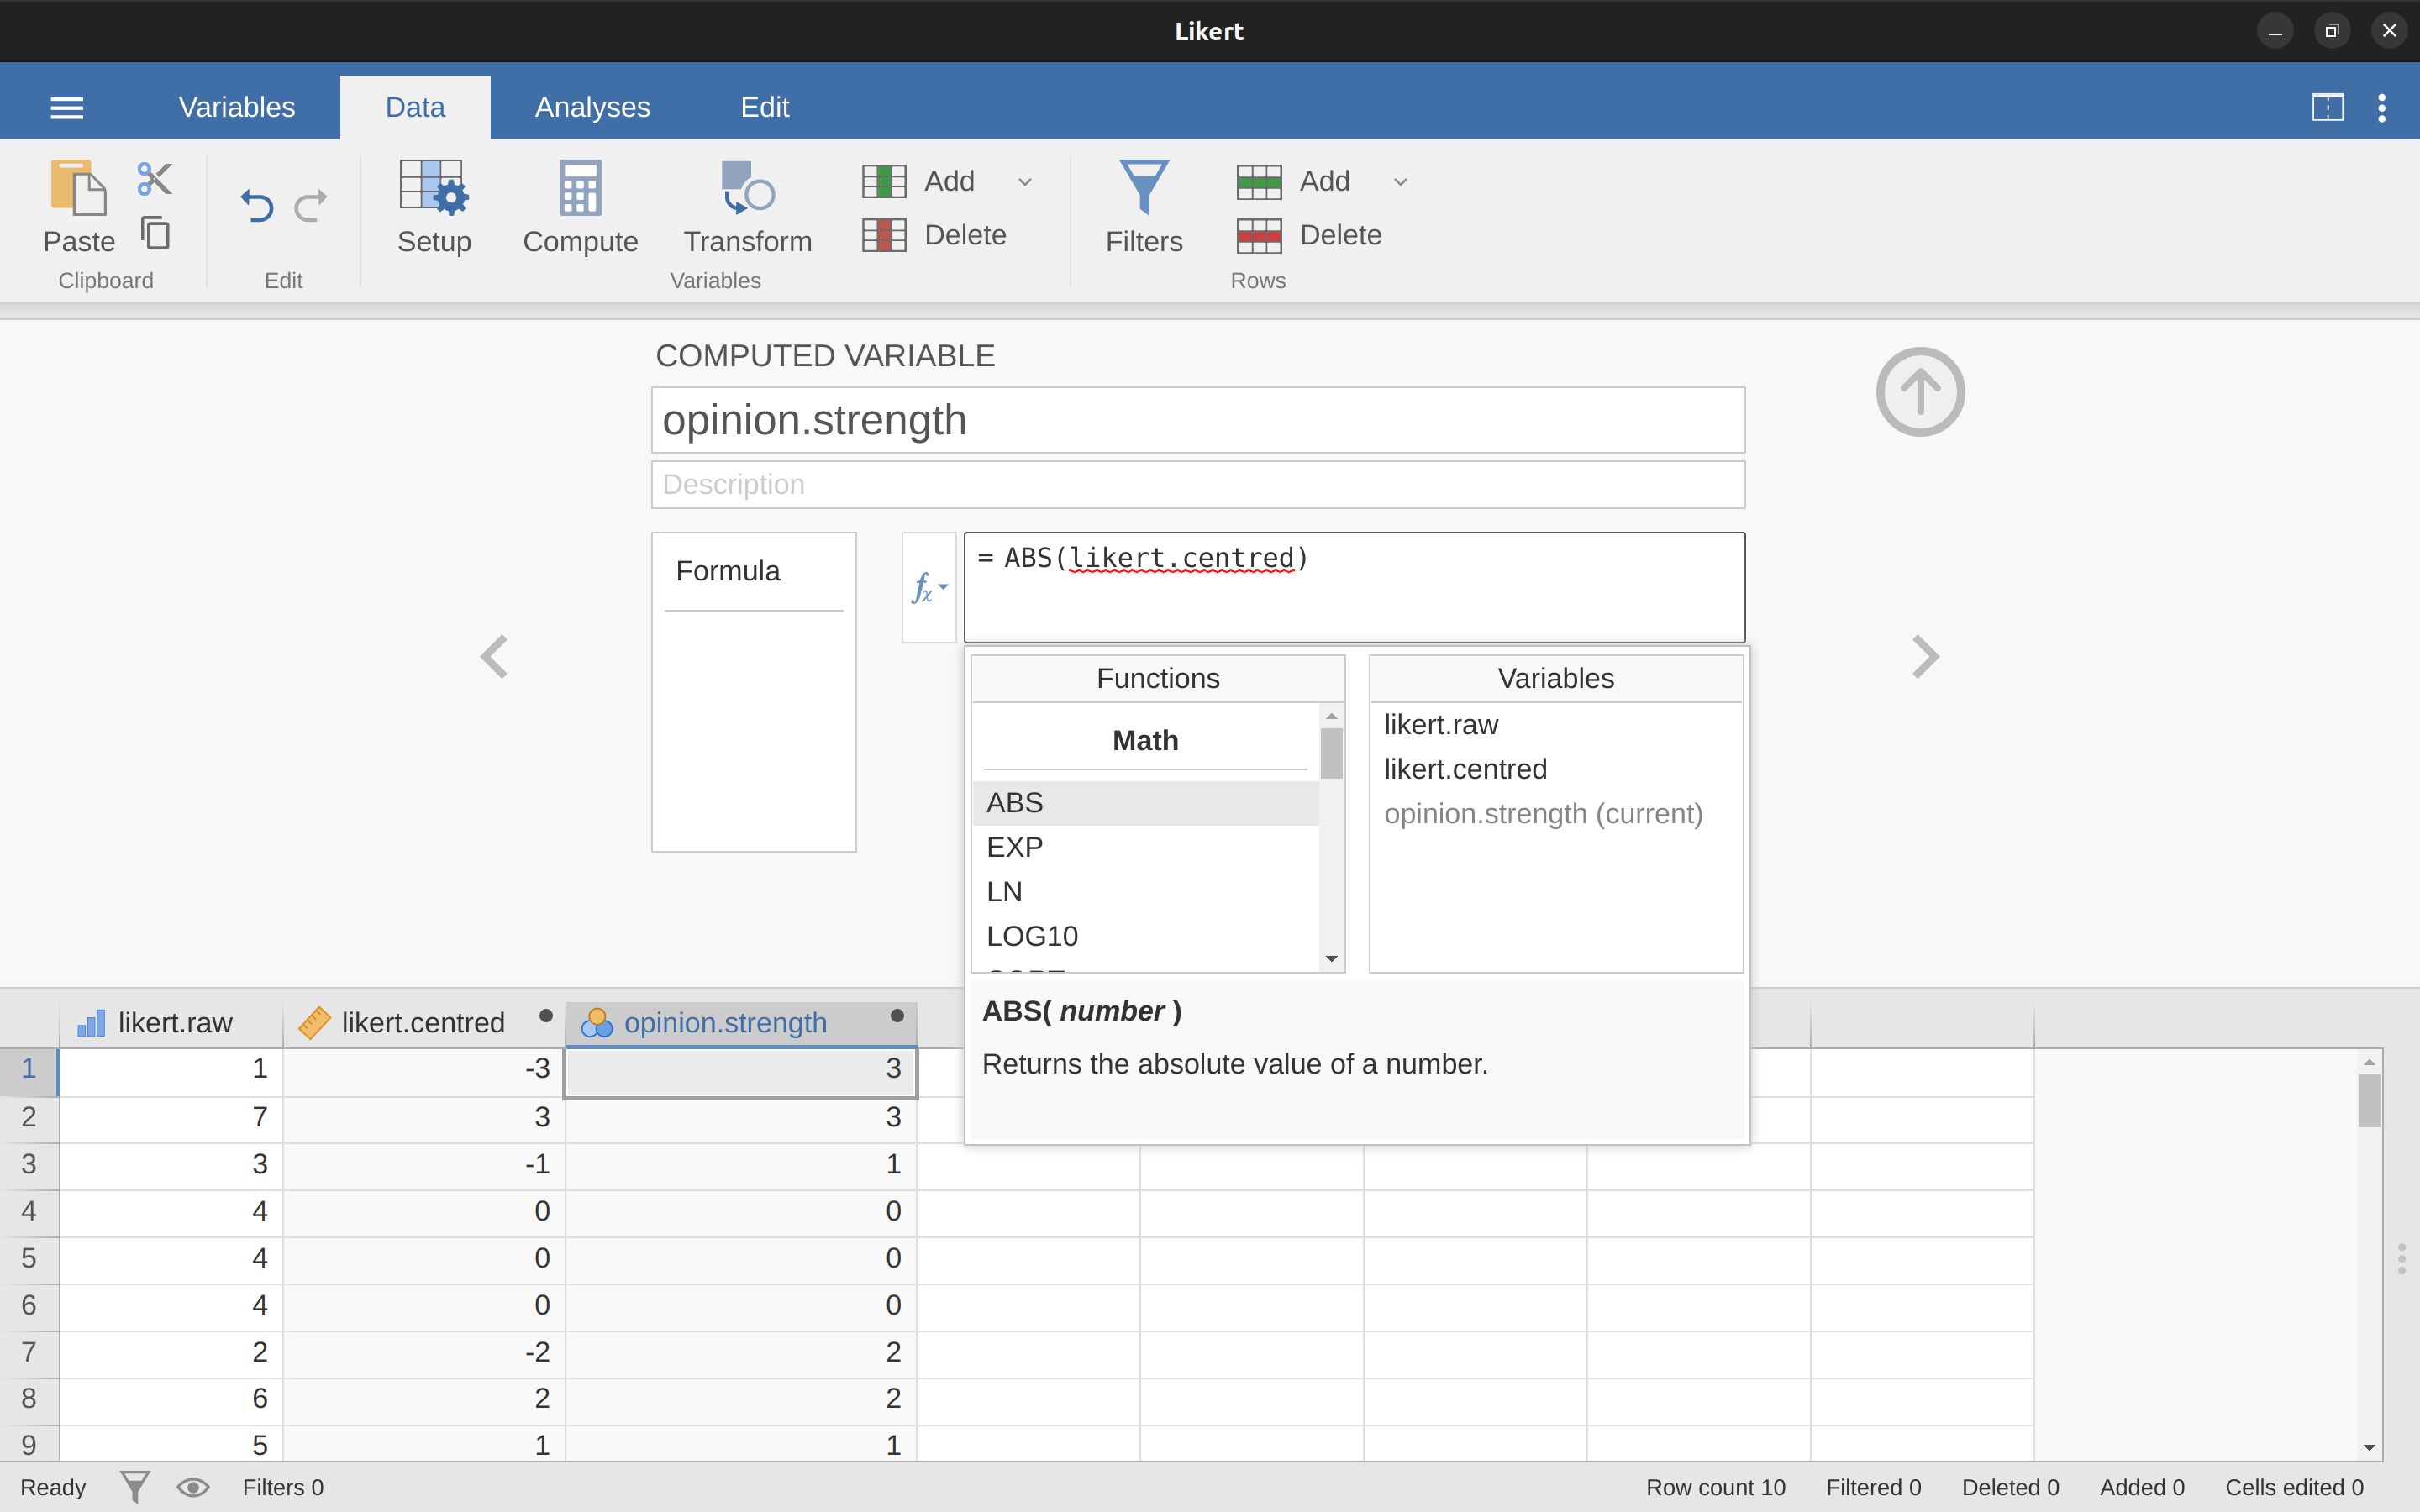 Likert
Variables Data Analyses Edit
Paste Setup Compute Transform Add Delete Filters Add Delete
Clipboard Edit Variables Rows
COMPUTED VARIABLE
opinion.strength
Description
Formula
fx = ABS(likert.centred)
Functions Variables
Math
ABS
EXP
LN
LOG10
likert.raw
likert.centred
opinion.strength (current)
ABS( number )
Returns the absolute value of a number.
likert.raw likert.centred opinion.strength
1 1 -3 3
2 7 3 3
3 3 -1 1
4 4 0 0
5 4 0 0
6 4 0 0
7 2 -2 2
8 6 2 2
9 5 1 1
Ready Filters 0 Row count 10 Filtered 0 Deleted 0 Added 0 Cells edited 0